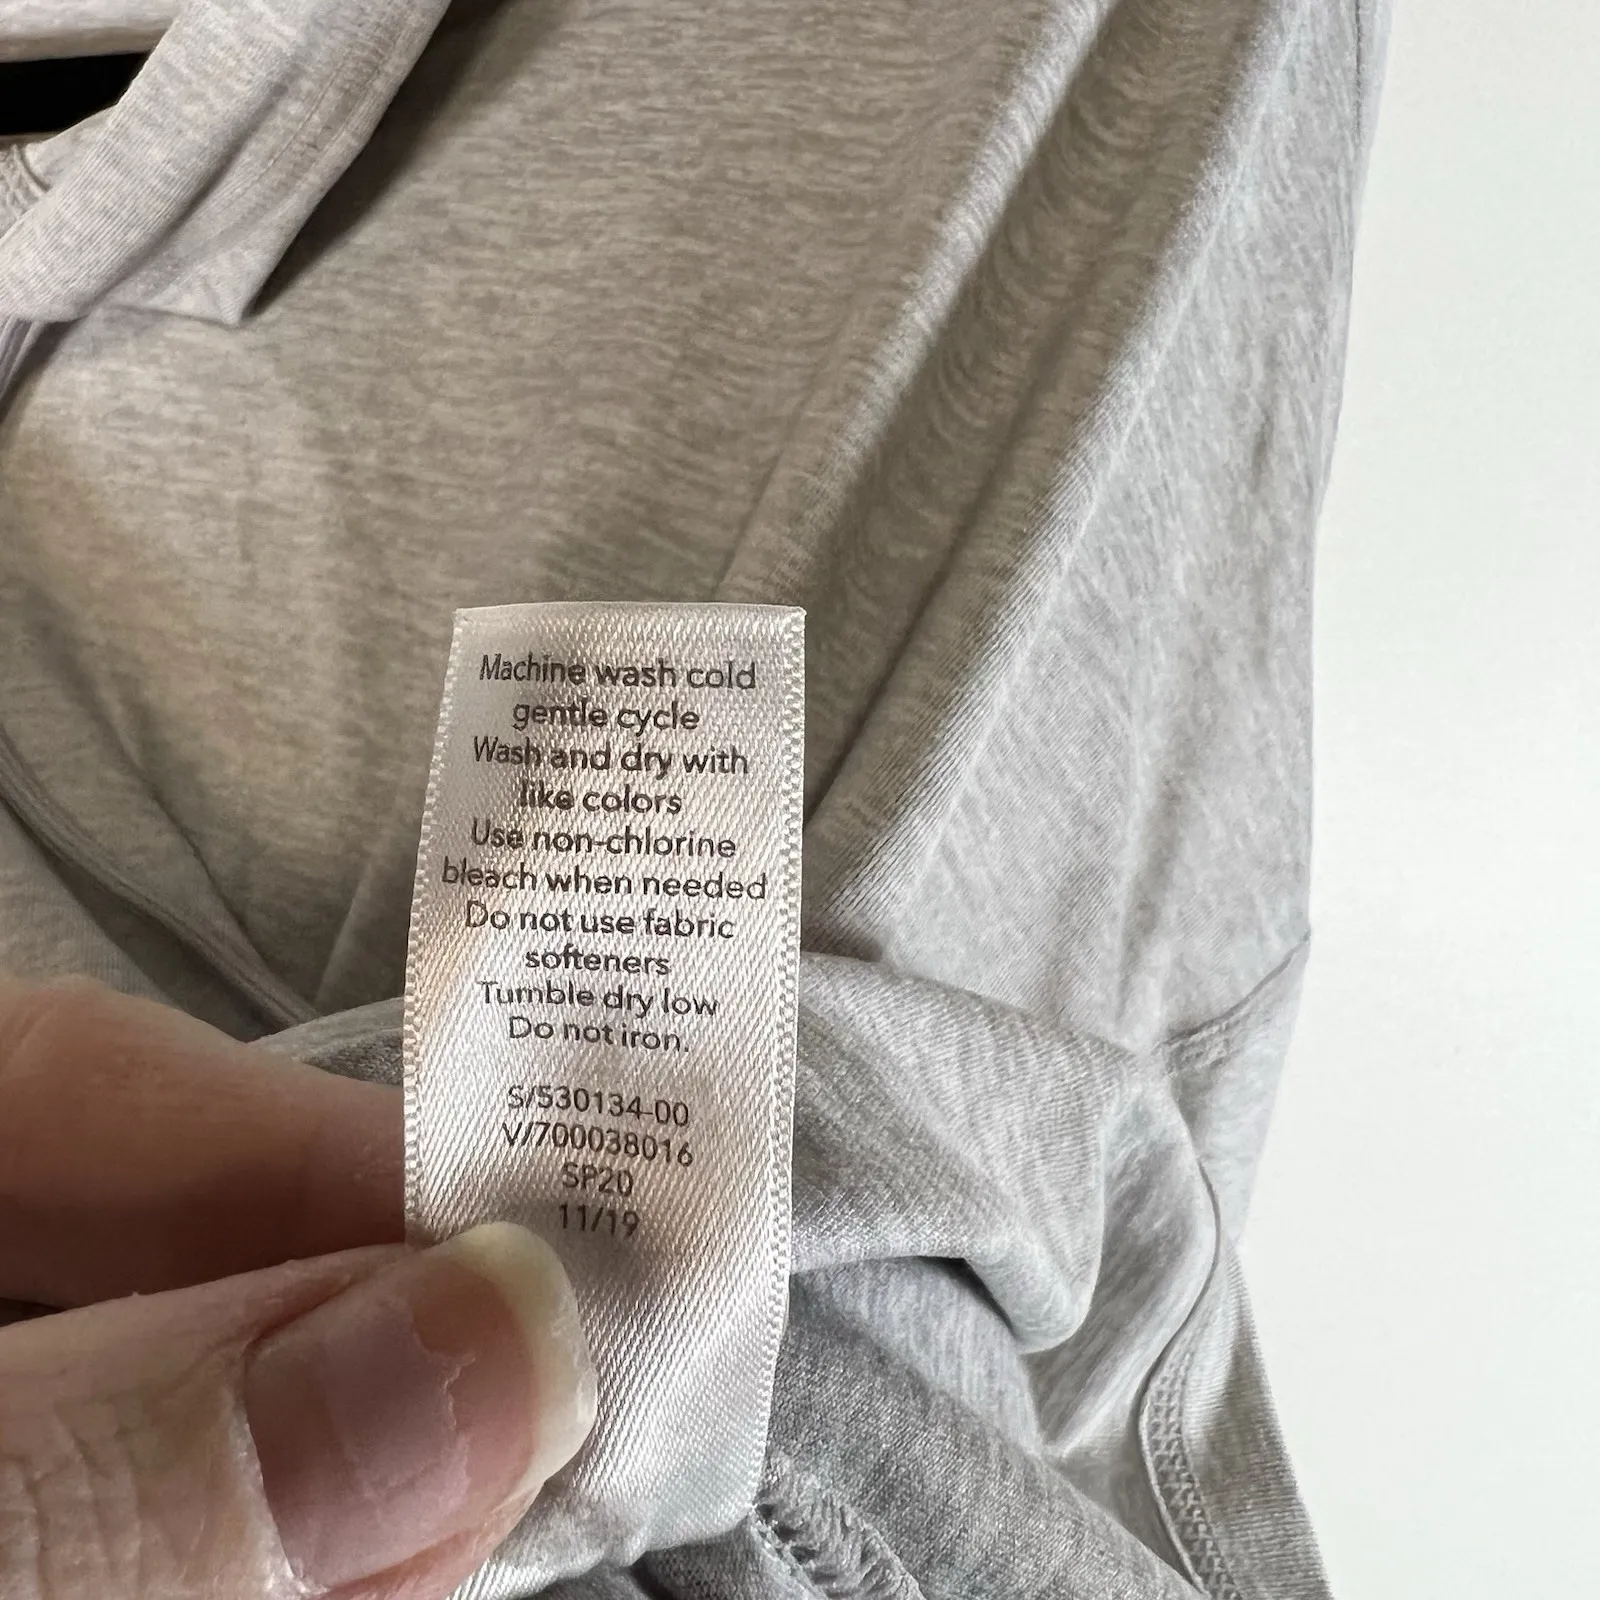 Machine wash cold
gentle cycle
Wash and dry with
like colors
Use non-chlorine
bleach when needed
Do not use fabric
softeners
Tumble dry low
Do not iron.
S/530134-00
V/700038016
SP20
11/19